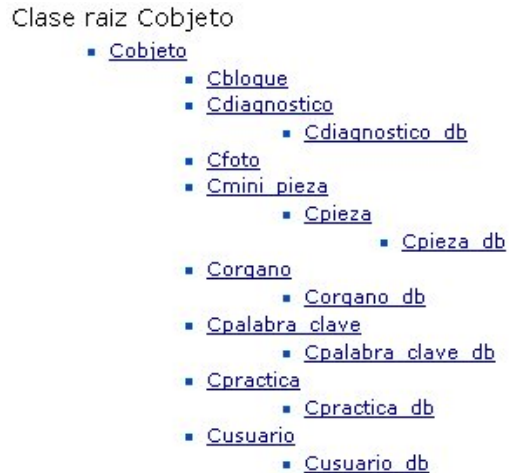 Clase raiz Cobjeto
Cobjeto
Cbloque
Cdiagnostico
Cdiagnostico_db
Cfoto
Cmini_pieza
Cpieza
Cpieza_db
Corgano
Corgano_db
Cpalabra_clave
Cpalabra_clave_db
Cpractica
Cpractica_db
Cusuario
Cusuario_db